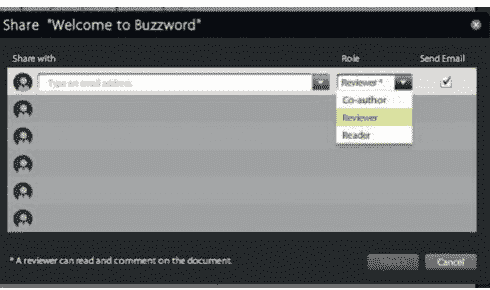 Share "Welcome to Buzzword"
Share with Role Send Email
Type an email address. Reviewer *
Co-author
Reviewer
Reader
* A reviewer can read and comment on the document.
Cancel